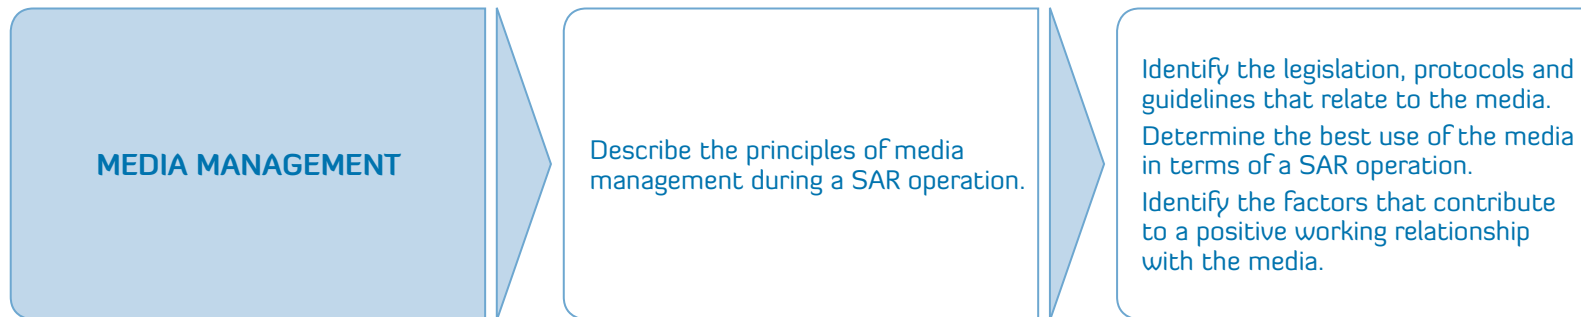 MEDIA MANAGEMENT
Describe the principles of media
management during a SAR operation.
Identify the legislation, protocols and
guidelines that relate to the media.
Determine the best use of the media
in terms of a SAR operation.
Identify the factors that contribute
to a positive working relationship
with the media.